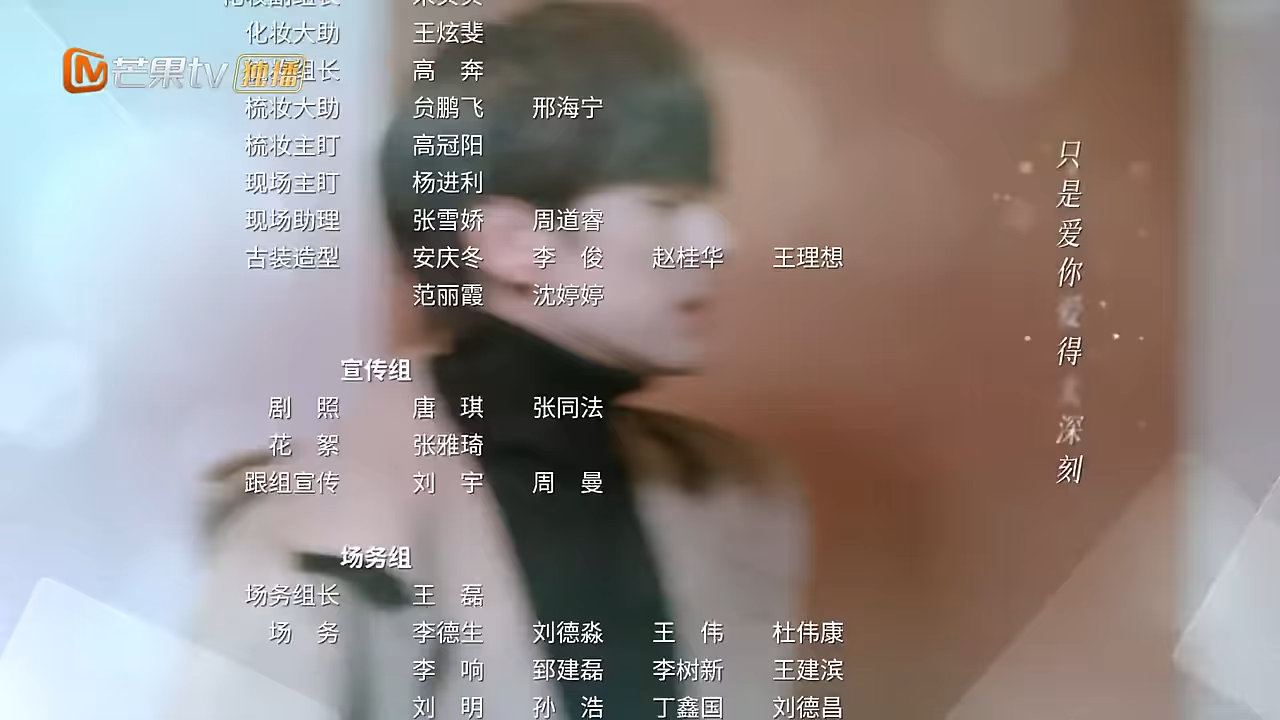 化妆大助 王炫斐
芒果tv 独播
组长 高 奔
梳妆大助 贠鹏飞 邢海宁
梳妆主盯 高冠阳
现场主盯 杨进利
现场助理 张雪娇 周道睿
古装造型 安庆冬 李 俊 赵桂华 王理想
范丽霞 沈婷婷
宣传组
剧 照 唐 琪 张同法
花 絮 张雅琦
跟组宣传 刘 宇 周 曼
场务组
场务组长 王 磊
场 务 李德生 刘德淼 王 伟 杜伟康
李 响 郅建磊 李树新 王建滨
刘 明 孙 浩 丁鑫国 刘德昌
只是爱你爱得太深刻